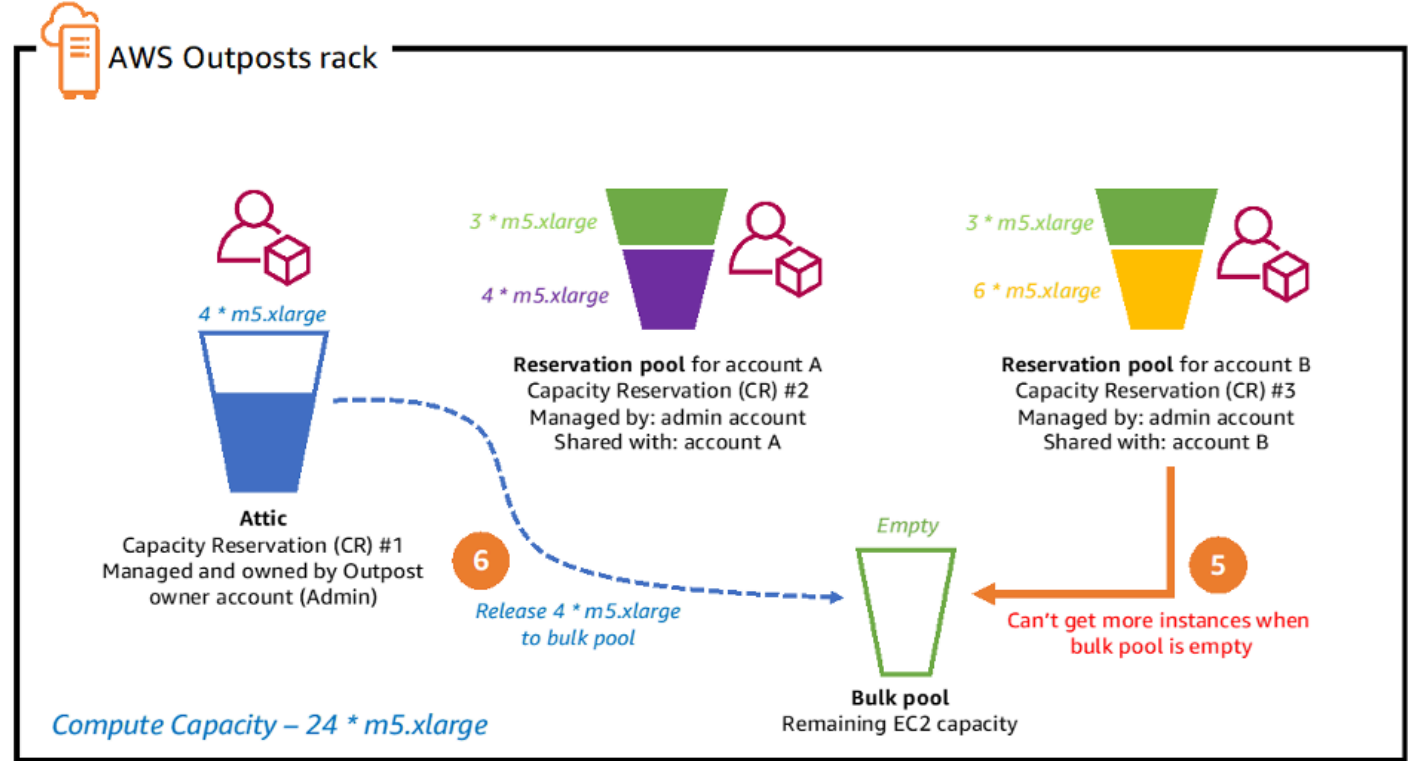 AWS Outposts rack
4 * m5.xlarge
Attic
Capacity Reservation (CR) #1
Managed and owned by Outpost
owner account (Admin)
3 * m5.xlarge
4 * m5.xlarge
Reservation pool for account A
Capacity Reservation (CR) #2
Managed by: admin account
Shared with: account A
3 * m5.xlarge
6 * m5.xlarge
Reservation pool for account B
Capacity Reservation (CR) #3
Managed by: admin account
Shared with: account B
6
Release 4 * m5.xlarge
to bulk pool
Empty
Bulk pool
Remaining EC2 capacity
5
Can't get more instances when
bulk pool is empty
Compute Capacity – 24 * m5.xlarge